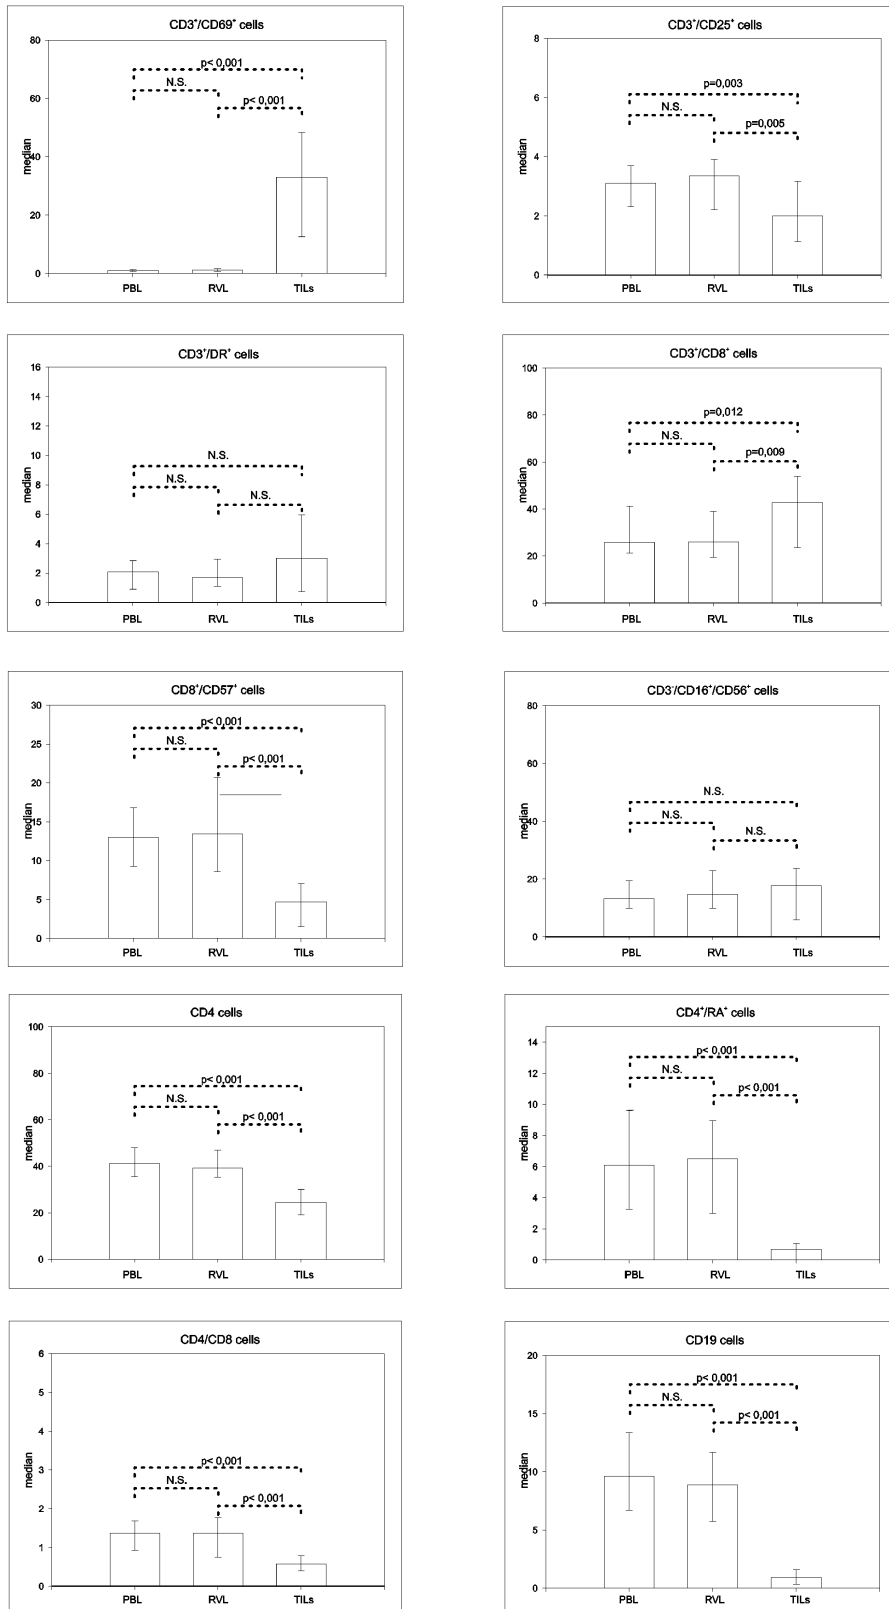 CD3⁺/CD69⁺ cells
80
60
40
20
0
median
p< 0,001
N.S.
p< 0,001
PBL RVL TILs
CD3⁺/CD25⁺ cells
8
6
4
2
0
median
p=0,003
N.S.
p=0,005
PBL RVL TILs
CD3⁺/DR⁺ cells
16
14
12
10
8
6
4
2
0
median
N.S.
N.S.
N.S.
PBL RVL TILs
CD3⁺/CD8⁺ cells
100
80
60
40
20
0
median
p=0,012
N.S.
p=0,009
PBL RVL TILs
CD8⁺/CD57⁺ cells
30
25
20
15
10
5
0
median
p< 0,001
N.S.
p< 0,001
PBL RVL TILs
CD3⁻/CD16⁺/CD56⁺ cells
80
60
40
20
0
median
N.S.
N.S.
N.S.
PBL RVL TILs
CD4 cells
100
80
60
40
20
0
median
p< 0,001
N.S.
p< 0,001
PBL RVL TILs
CD4⁺/RA⁺ cells
14
12
10
8
6
4
2
0
median
p< 0,001
N.S.
p< 0,001
PBL RVL TILs
CD4/CD8 cells
6
5
4
3
2
1
0
median
p< 0,001
N.S.
p< 0,001
PBL RVL TILs
CD19 cells
20
15
10
5
0
median
p< 0,001
N.S.
p< 0,001
PBL RVL TILs